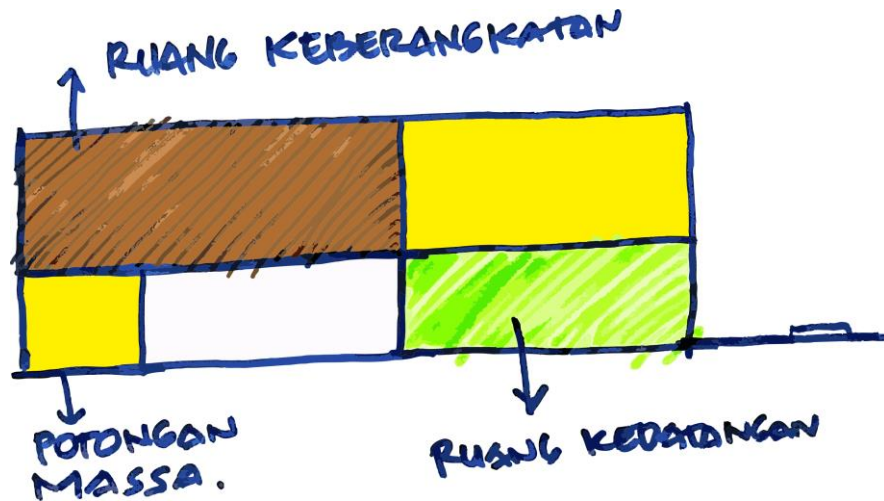 RUANG KEBERANGKATAN
POTONGAN
MASSA.
RUANG KEDATANGAN